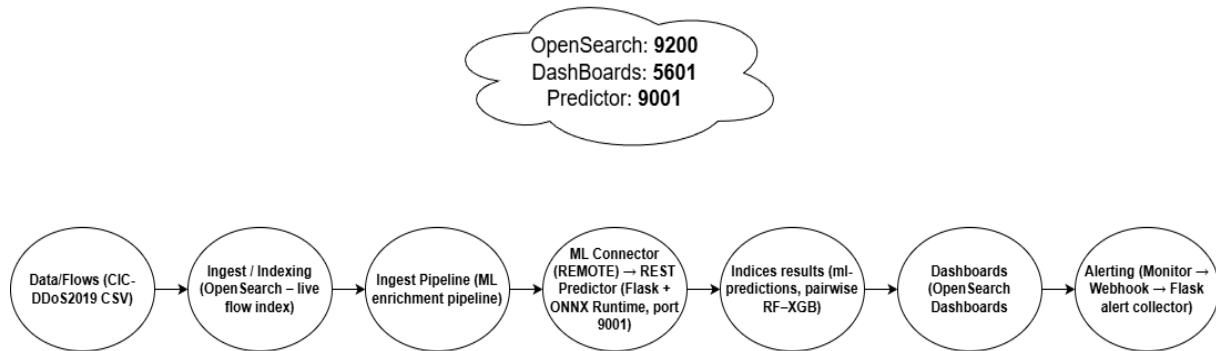 OpenSearch: 9200
DashBoards: 5601
Predictor: 9001
Data/Flows (CIC-
DDoS2019 CSV)
Ingest / Indexing
(OpenSearch – live
flow index)
Ingest Pipeline (ML
enrichment pipeline)
ML Connector
(REMOTE) → REST
Predictor (Flask +
ONNX Runtime, port
9001)
Indices results (ml-
predictions, pairwise
RF–XGB)
Dashboards
(OpenSearch
Dashboards
Alerting (Monitor →
Webhook → Flask
alert collector)